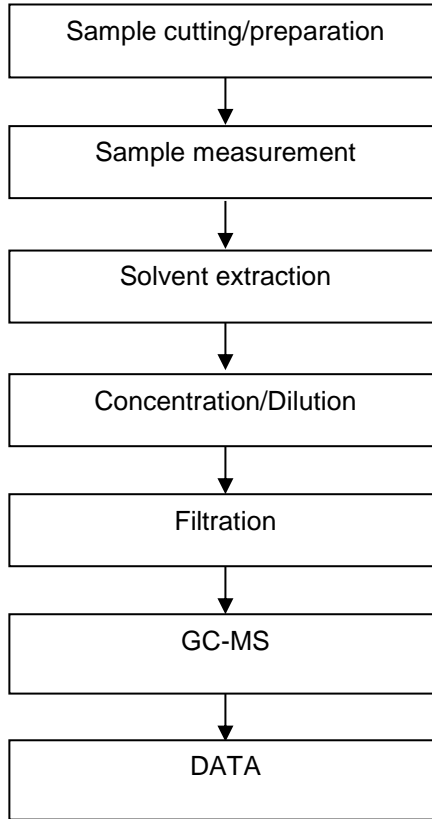 Sample cutting/preparation
Sample measurement
Solvent extraction
Concentration/Dilution
Filtration
GC-MS
DATA